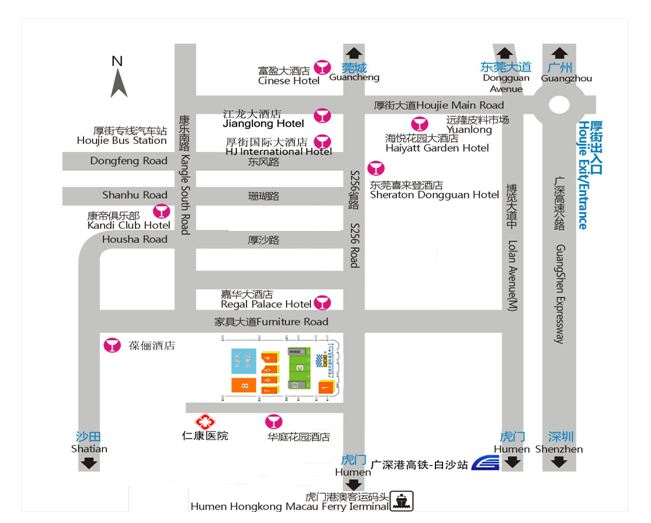 N
富盈大酒店
Cinese Hotel
莞城
Guancheng
东莞大道
Dongguan
Avenue
广州
Guangzhou
江龙大酒店
Jianglong Hotel
厚街大道Houjie Main Road
远隆皮料市场
Yuanlong
厚街专线汽车站
Houjie Bus Station
康乐南路 Kangle South Road
厚街国际大酒店
HJ International Hotel
海悦花园大酒店
Haiyatt Garden Hotel
厚街出入口
Houjie Exit/Entrance
Dongfeng Road
东风路
东莞喜来登酒店
Sheraton Dongguan Hotel
S256省路 S256 Road
博览大道中 Lolan Avenue(M)
广深高速公路 GuangShen Expressway
Shanhu Road
珊瑚路
康帝俱乐部
Kandi Club Hotel
Housha Road
厚沙路
嘉华大酒店
Regal Palace Hotel
家具大道Furniture Road
葆俪酒店
8
1
仁康医院
华庭花园酒店
沙田
Shatian
虎门
Humen
广深港高铁-白沙站
虎门
Humen
深圳
Shenzhen
虎门港澳客运码头
Humen Hongkong Macau Ferry Ierminal